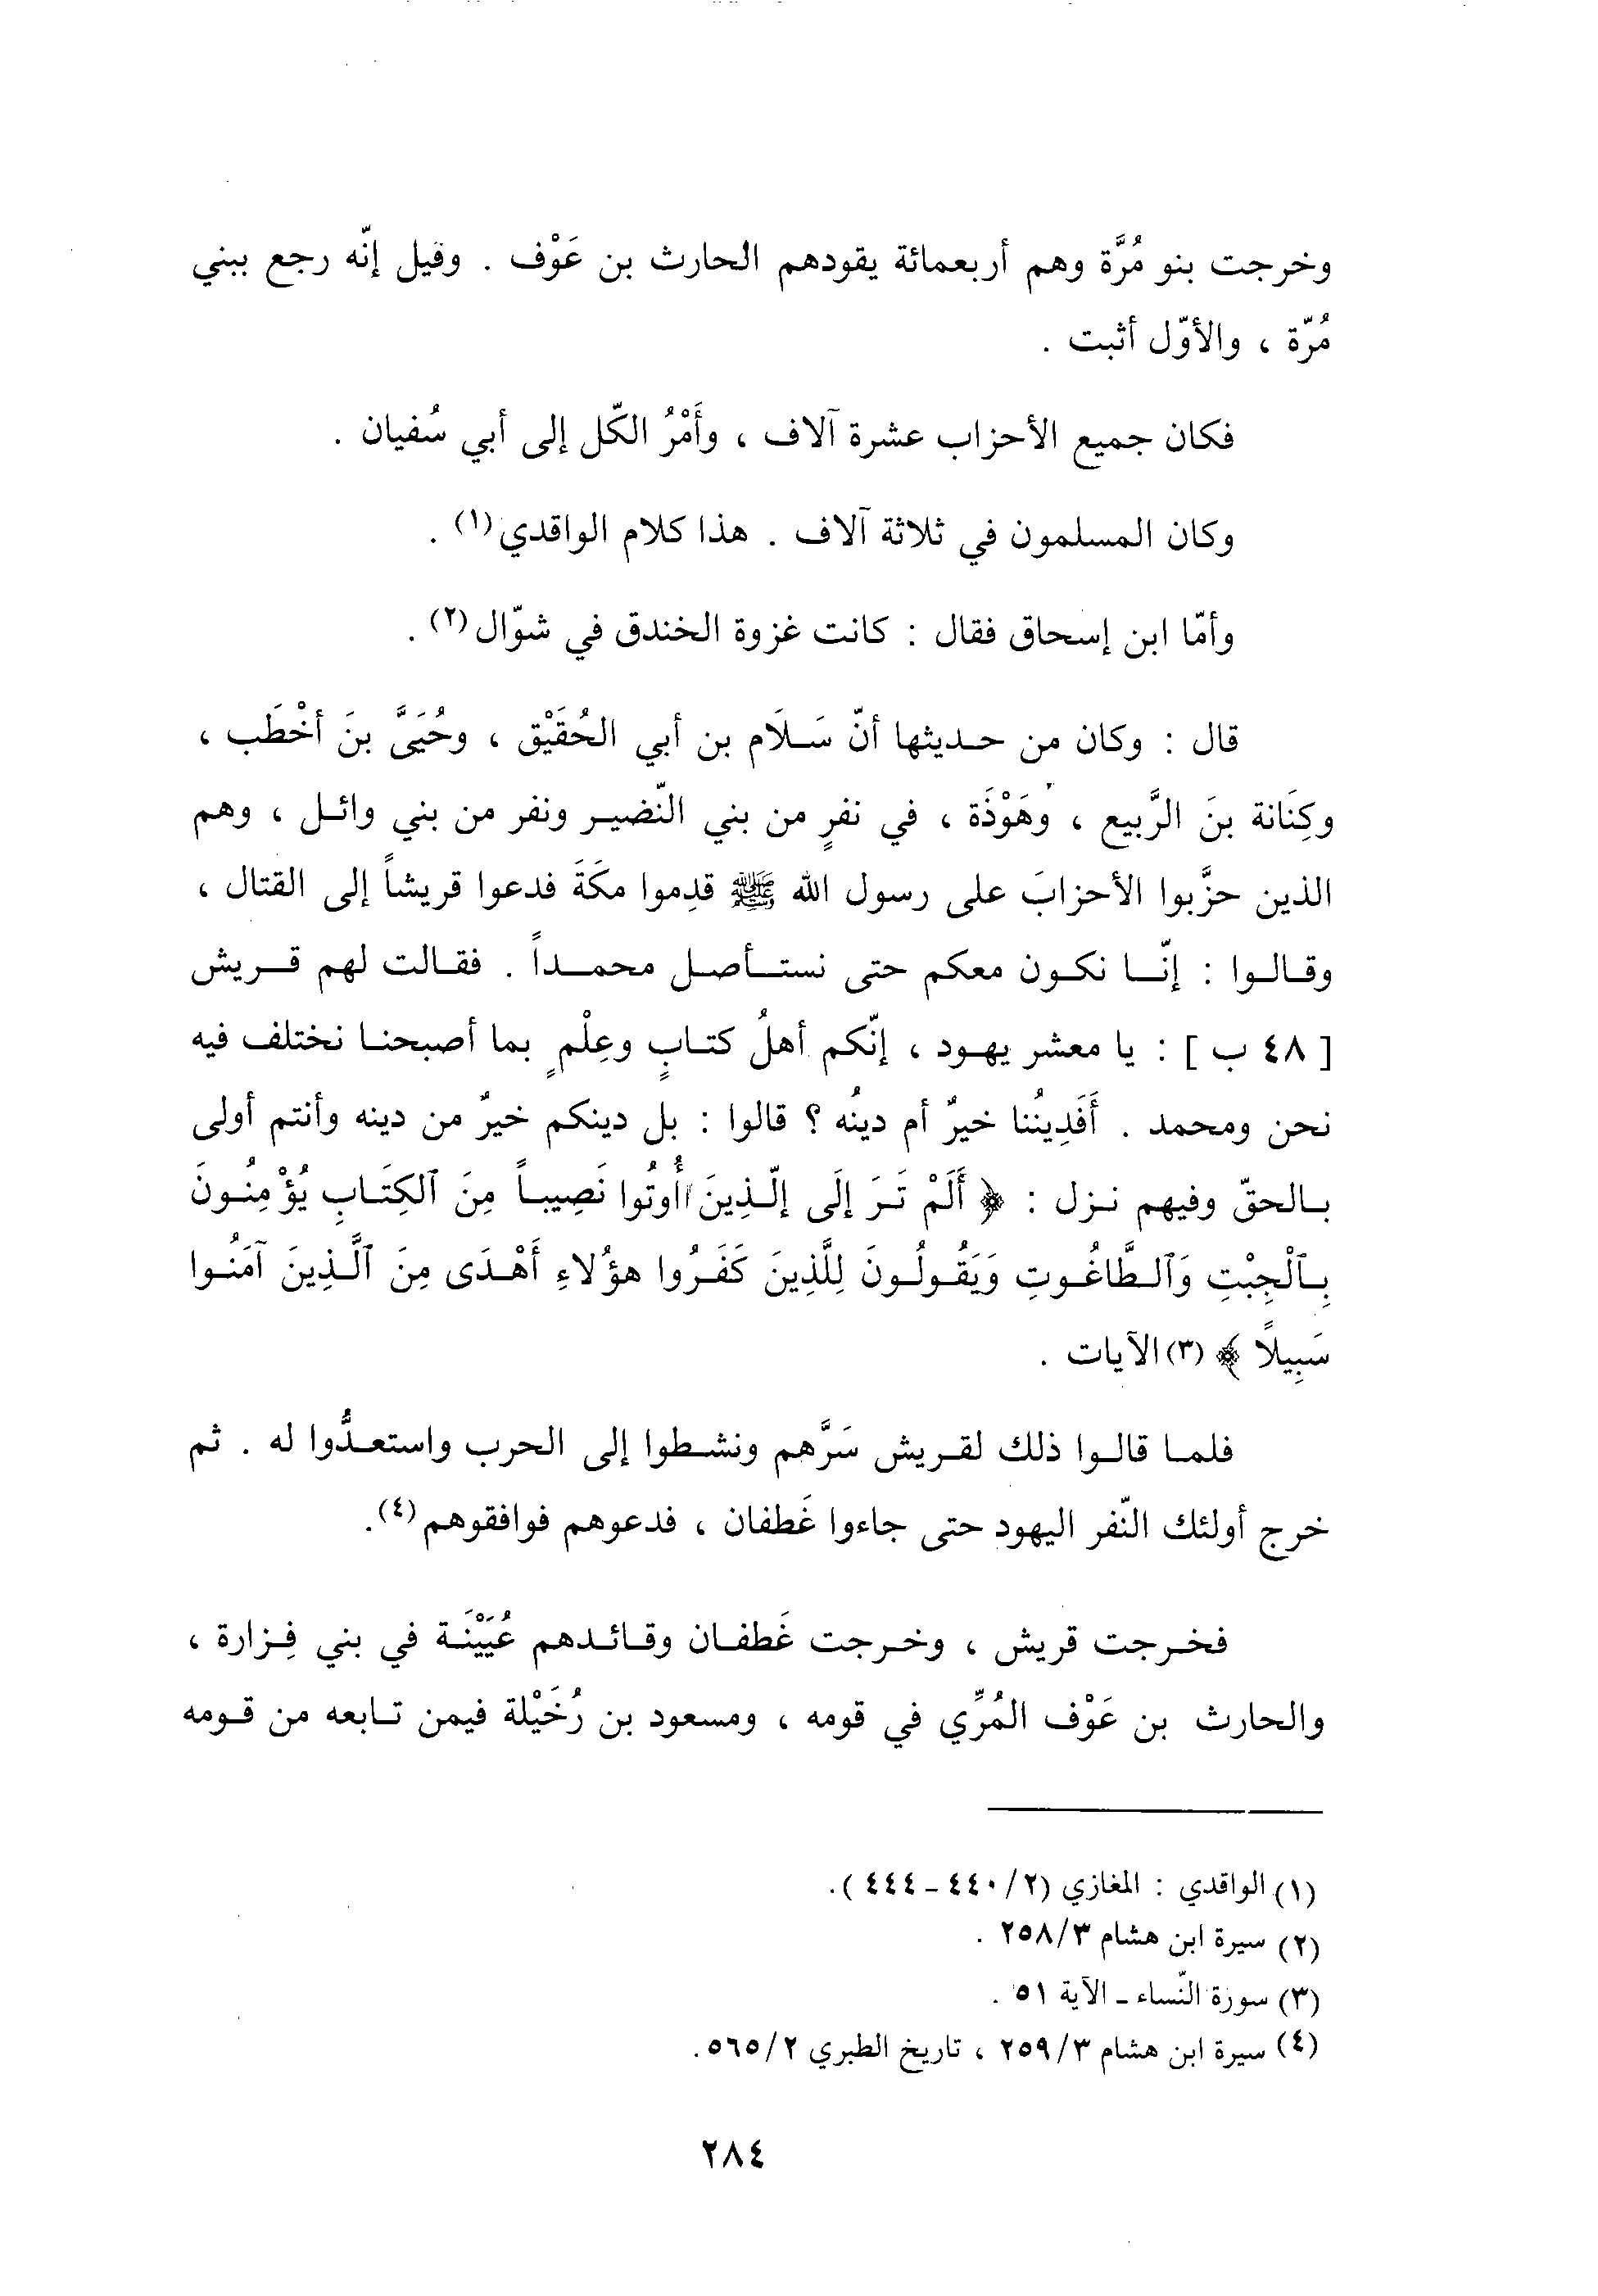 وخرجت بنو مُرَّة وهم أربعمائة يقودهم الحارث بن عَوْف . وقيل إنّه رجع ببني
مُرّة ، والأوّل أثبت .
فكان جميع الأحزاب عشرة آلاف ، وأَمْرُ الكّل إلى أبي سُفيان .
وكان المسلمون في ثلاثة آلاف . هذا كلام الواقدي(١) .
وأمّا ابن إسحاق فقال : كانت غزوة الخندق في شوّال(٢) .
قال : وكان من حديثها أنّ سَلَام بن أبي الحُقَيْق ، وحُيَيَّ بنَ أخْطَب ،
وكِنَانة بنَ الرَّبيع ، وهَوْذَة ، في نفرٍ من بني النّضير ونفر من بني وائل ، وهم
الذين حزَّبوا الأحزابَ على رسول الله ﷺ قدِموا مكةَ فدعوا قريشاً إلى القتال ،
وقالوا : إنّا نكون معكم حتى نستأصل محمداً . فقالت لهم قريش
[ ٤٨ ب ] : يا معشر يهود ، إنّكم أهلُ كتابٍ وعِلْمٍ بما أصبحنا نختلف فيه
نحن ومحمد . أَفَدِيْنُنا خيرٌ أم دينُه ؟ قالوا : بل دينكم خيرٌ من دينه وأنتم أولى
بالحقّ وفيهم نزل : ﴿ أَلَمْ تَرَ إلَى إلّذِينَ أُوتُوا نَصِيباً مِنَ ٱلكِتَابِ يُؤْمِنُونَ
بِٱلْجِبْتِ وَٱلطَّاغُوتِ وَيَقُولُونَ لِلَّذِينَ كَفَرُوا هؤُلاءِ أَهْدَى مِنَ ٱلَّذِينَ آمَنُوا
سَبِيلًا ﴾ (٣)الآيات .
فلما قالوا ذلك لقريش سَرَّهم ونشطوا إلى الحرب واستعدُّوا له . ثم
خرج أولئك النّفر اليهود حتى جاءوا غَطفان ، فدعوهم فوافقوهم(٤).
فخرجت قريش ، وخرجت غَطفان وقائدهم عُيَيْنَة في بني فِزارة ،
والحارث بن عَوْف المُرِّي في قومه ، ومسعود بن رُخَيْلة فيمن تابعه من قومه
(١) الواقدي : المغازي (٢/ ٤٤٠ - ٤٤٤ ).
(٢) سيرة ابن هشام ٣/ ٢٥٨ .
(٣) سورة النّساء - الآية ٥١ .
(٤) سيرة ابن هشام ٣/ ٢٥٩ ، تاريخ الطبري ٢/ ٥٦٥.
٢٨٤